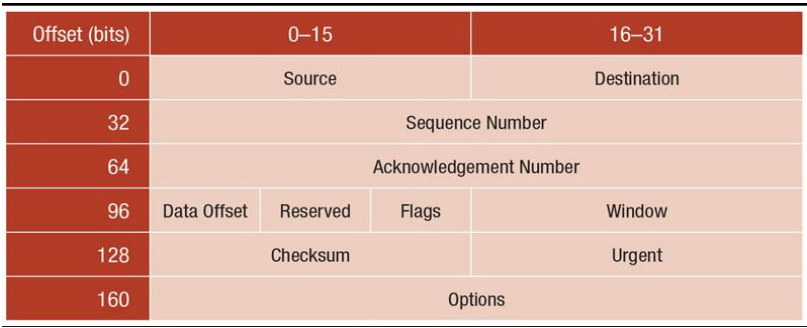 Offset (bits) 0–15 16–31
0 Source Destination
32 Sequence Number
64 Acknowledgement Number
96 Data Offset Reserved Flags Window
128 Checksum Urgent
160 Options